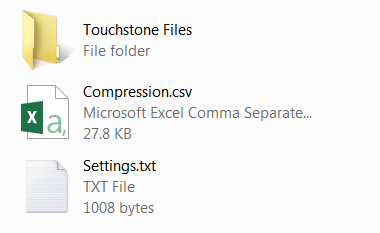 Touchstone Files
File folder
Compression.csv
Microsoft Excel Comma Separate...
27.8 KB
Settings.txt
TXT File
1008 bytes